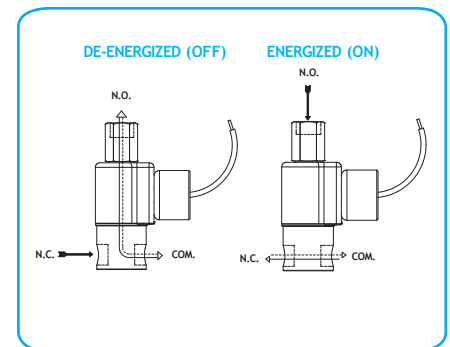 DE-ENERGIZED (OFF) ENERGIZED (ON)
N.O.
N.O.
N.C. COM.
N.C. COM.